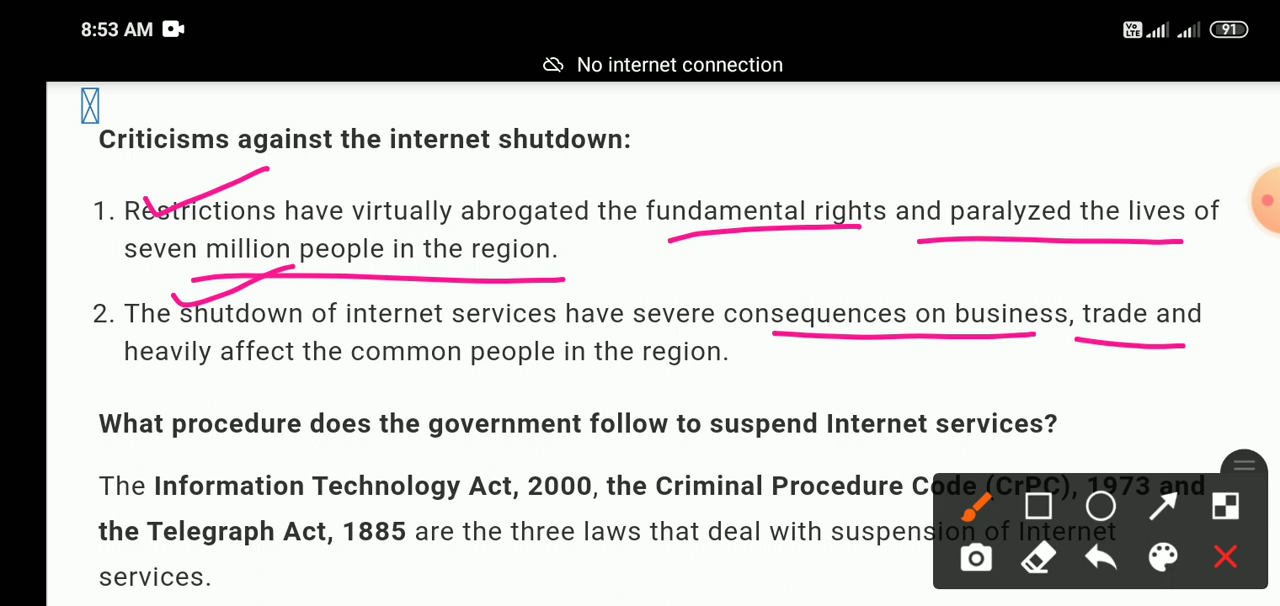 8:53 AM
Vo LTE 91
No internet connection
Criticisms against the internet shutdown:
1. Restrictions have virtually abrogated the fundamental rights and paralyzed the lives of
seven million people in the region.
2. The shutdown of internet services have severe consequences on business, trade and
heavily affect the common people in the region.
What procedure does the government follow to suspend Internet services?
The Information Technology Act, 2000, the Criminal Procedure Code (CrPC), 1973 and
the Telegraph Act, 1885 are the three laws that deal with suspension of Internet
services.